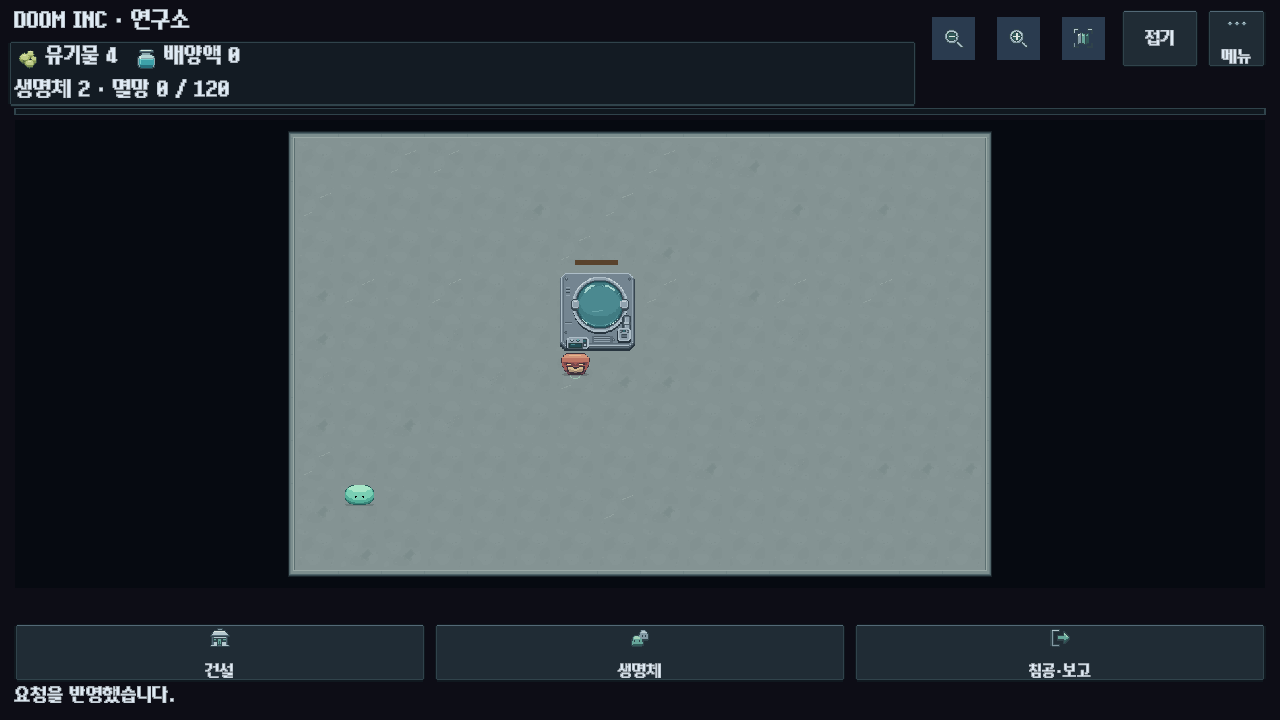 DOOM INC · 연구소
유기물 4 배양액 0
생명체 2 · 멸망 0 / 120
접기
메뉴
건설
생명체
침공·보고
요청을 반영했습니다.